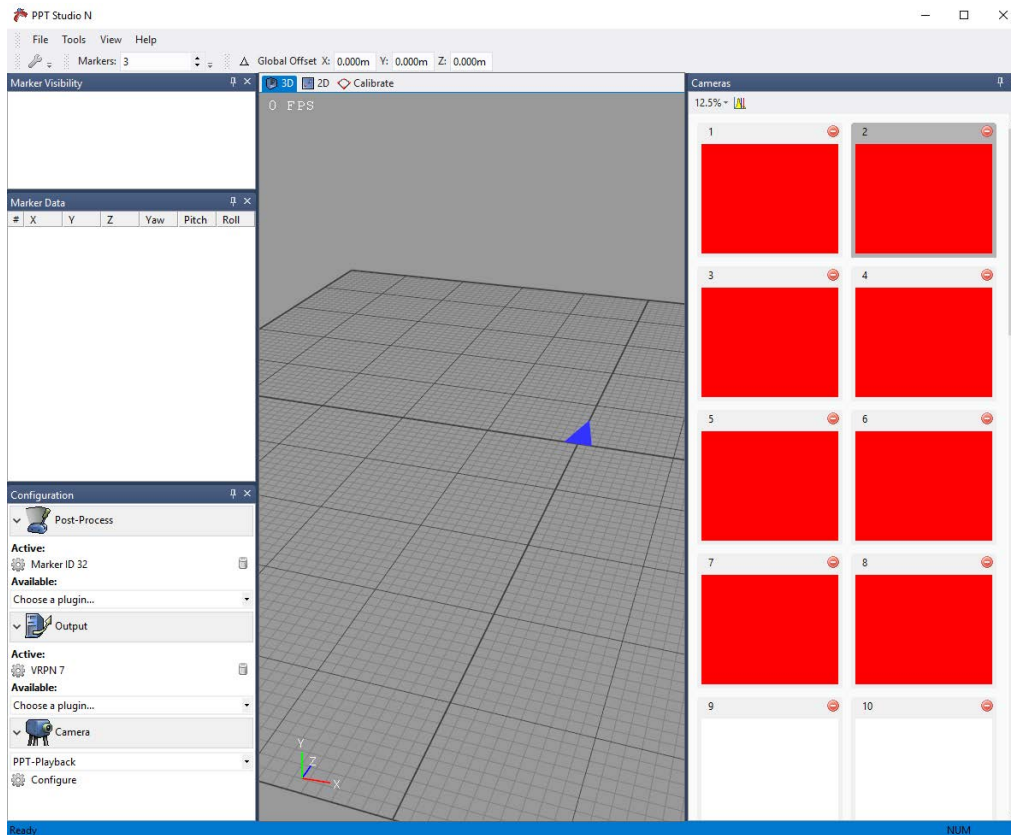 PPT Studio N
File Tools View Help
Markers: 3 Global Offset X: 0.000m Y: 0.000m Z: 0.000m
Marker Visibility
Marker Data
# X Y Z Yaw Pitch Roll
Configuration
Post-Process
Active:
Marker ID 32
Available:
Choose a plugin...
Output
Active:
VRPN 7
Available:
Choose a plugin...
Camera
PPT-Playback
Configure
3D 2D Calibrate
0 FPS
Y
Z
X
Cameras
12.5%
1 2
3 4
5 6
7 8
9 10
Ready NUM